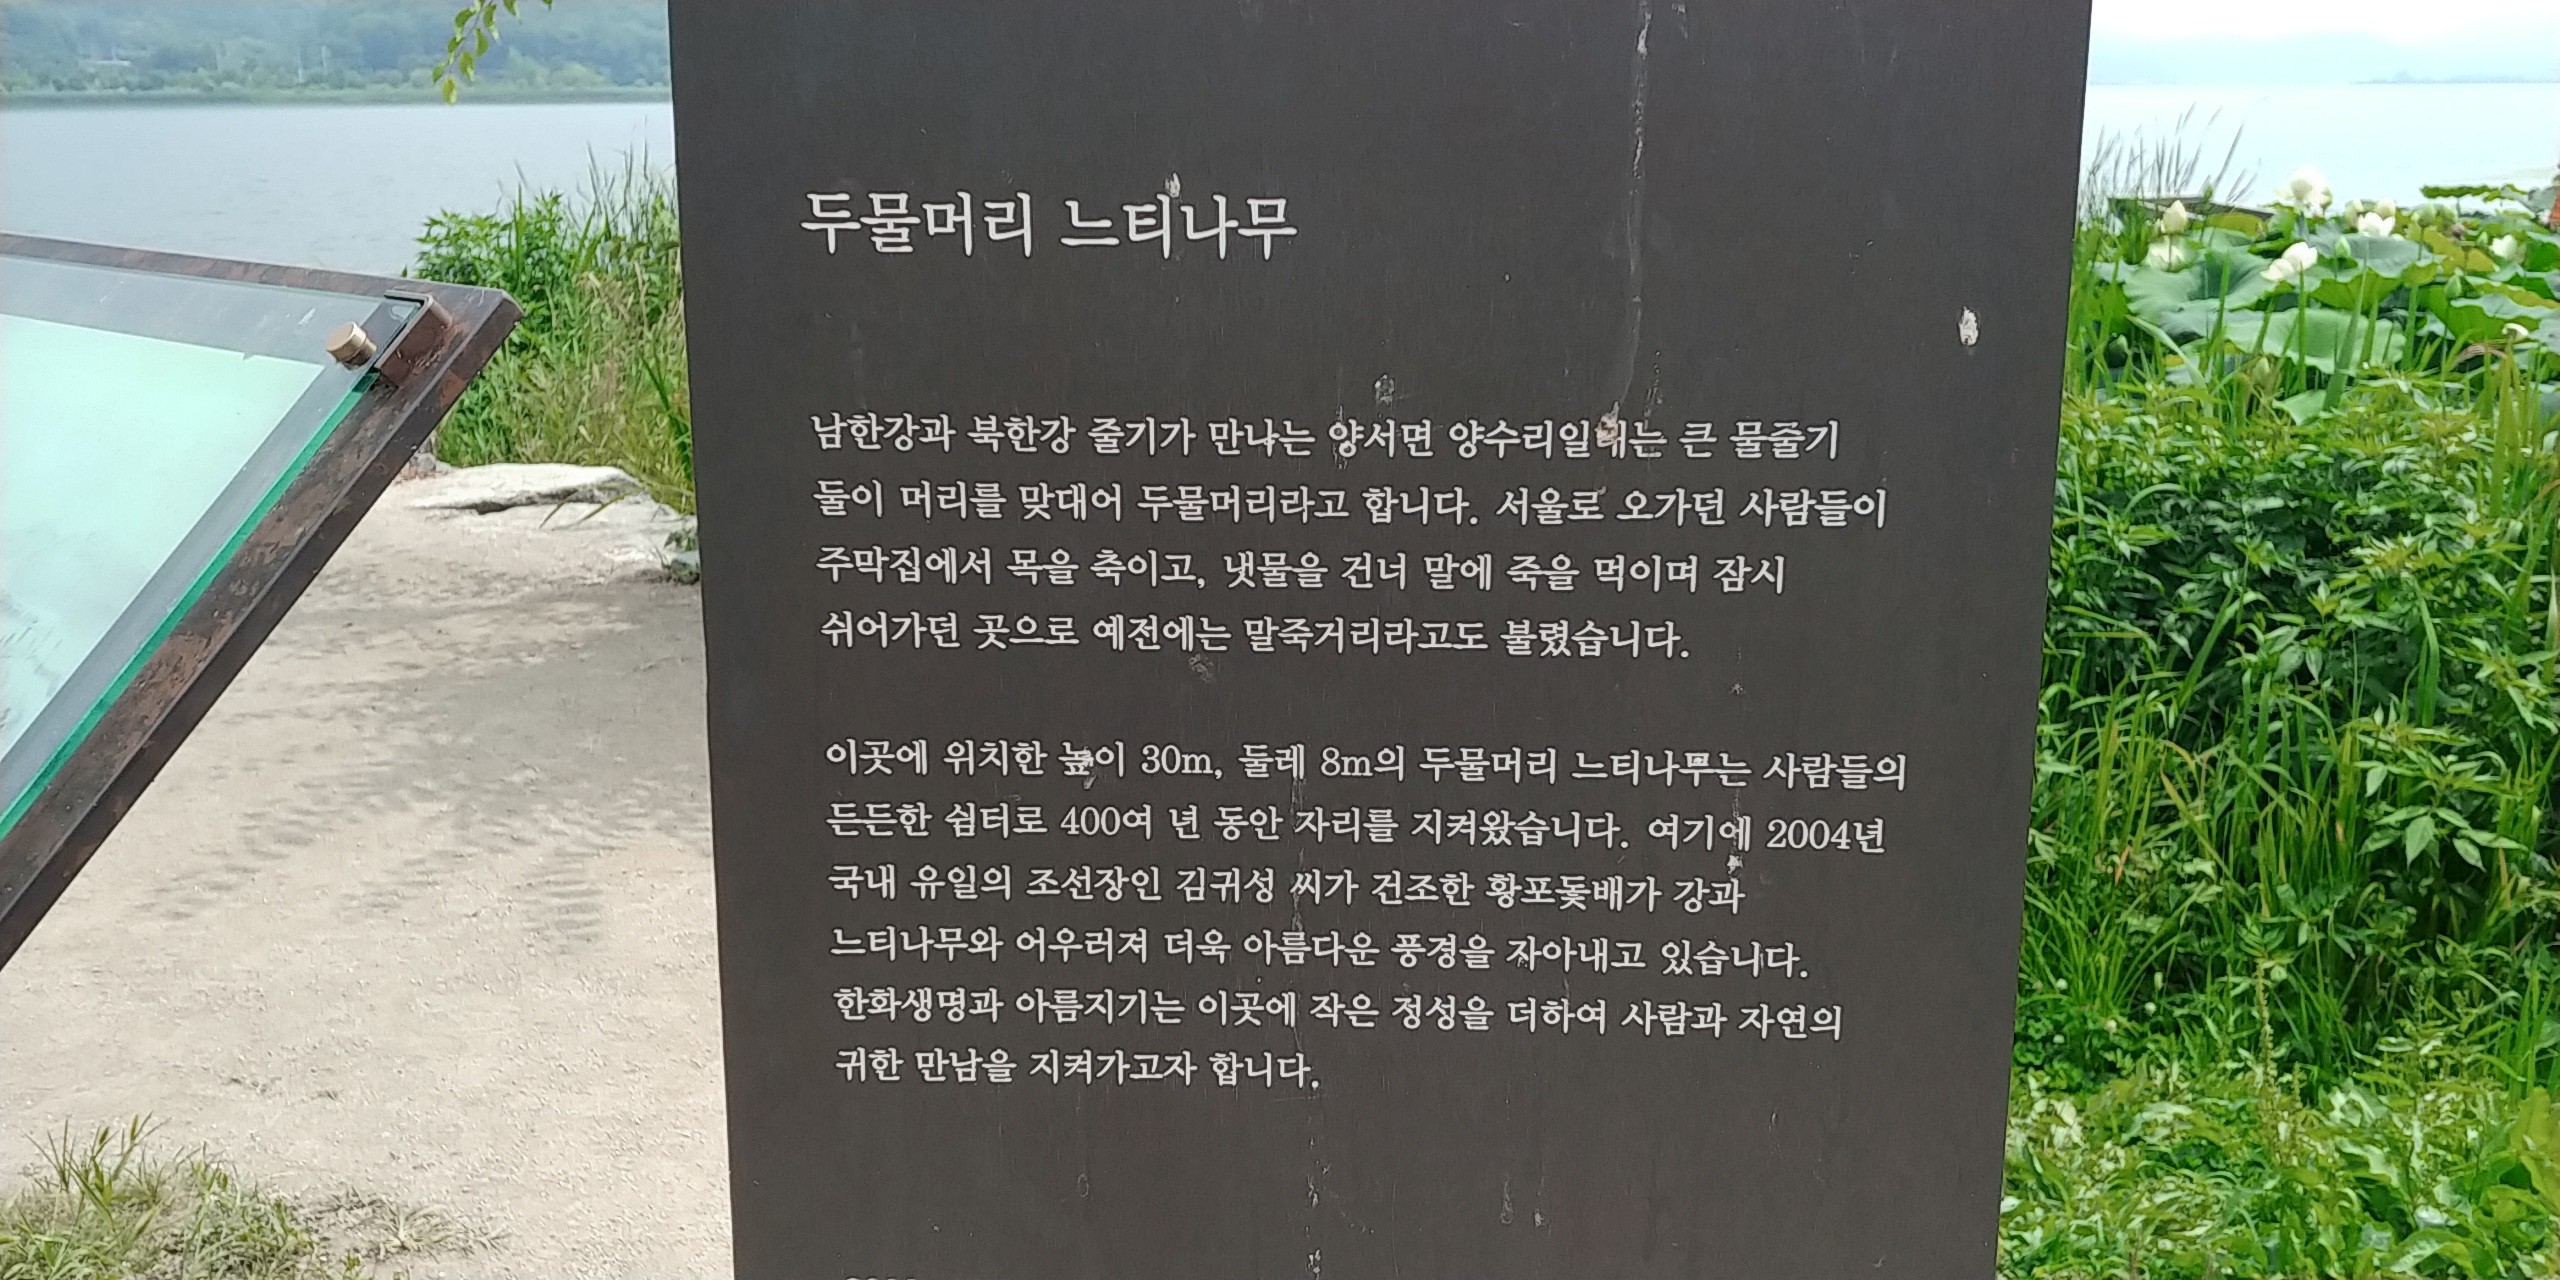 두물머리 느티나무
남한강과 북한강 줄기가 만나는 양서면 양수리일대는 큰 물줄기
둘이 머리를 맞대어 두물머리라고 합니다. 서울로 오가던 사람들이
주막집에서 목을 축이고, 냇물을 건너 말에 죽을 먹이며 잠시
쉬어가던 곳으로 예전에는 말죽거리라고도 불렸습니다.
이곳에 위치한 높이 30m, 둘레 8m의 두물머리 느티나무는 사람들의
든든한 쉼터로 400여 년 동안 자리를 지켜왔습니다. 여기에 2004년
국내 유일의 조선장인 김귀성 씨가 건조한 황포돛배가 강과
느티나무와 어우러져 더욱 아름다운 풍경을 자아내고 있습니다.
한화생명과 아름지기는 이곳에 작은 정성을 더하여 사람과 자연의
귀한 만남을 지켜가고자 합니다.